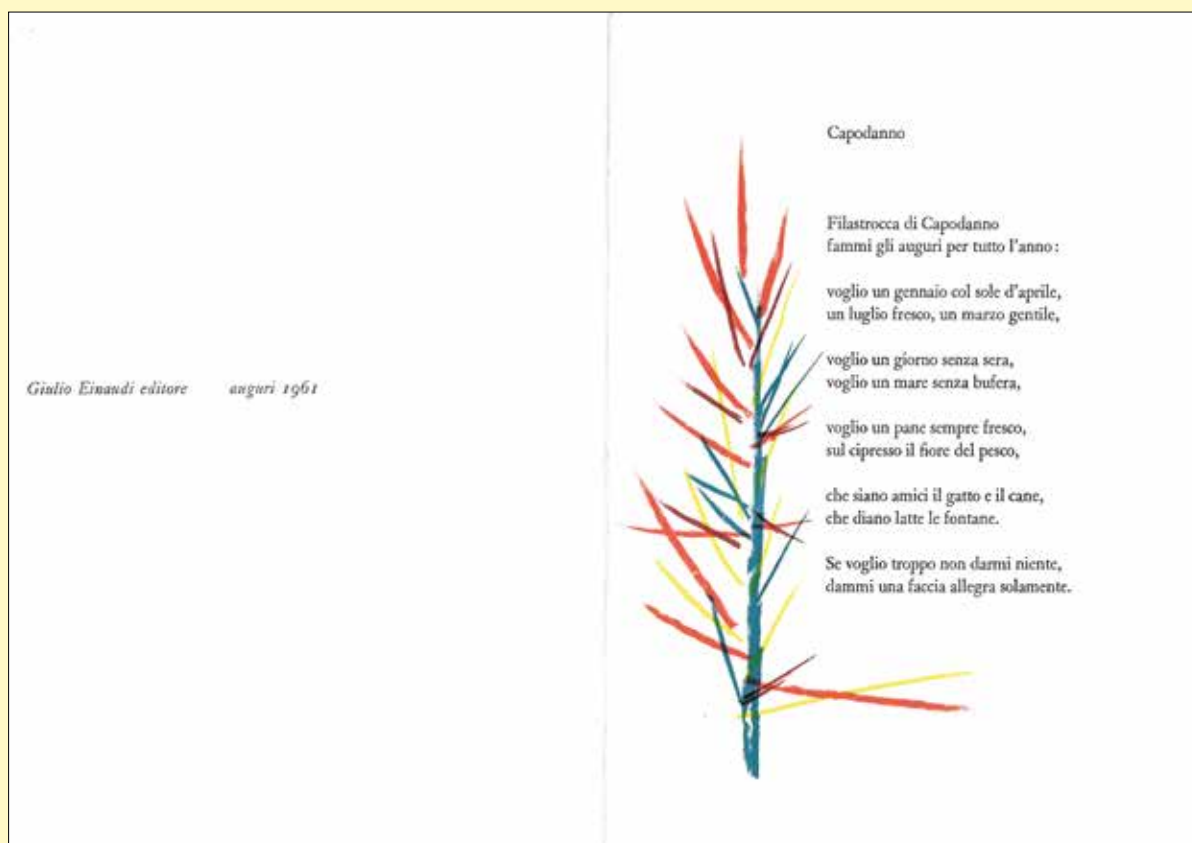 Giulio Einaudi editore auguri 1961
Capodanno
Filastrocca di Capodanno
fammi gli auguri per tutto l'anno:
voglio un gennaio col sole d'aprile,
un luglio fresco, un marzo gentile,
voglio un giorno senza sera,
voglio un mare senza bufera,
voglio un pane sempre fresco,
sul cipresso il fiore del pesco,
che siano amici il gatto e il cane,
che diano latte le fontane.
Se voglio troppo non darmi niente,
dammi una faccia allegra solamente.